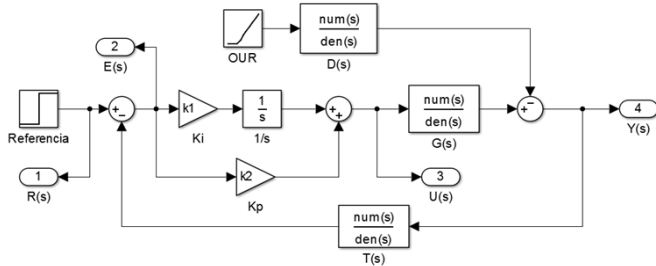 num(s)
den(s)
D(s)
OUR
2
E(s)
Referencia
+
−
k1
Ki
1
s
1/s
+
+
num(s)
den(s)
G(s)
+
−
4
Y(s)
1
R(s)
k2
Kp
3
U(s)
num(s)
den(s)
T(s)